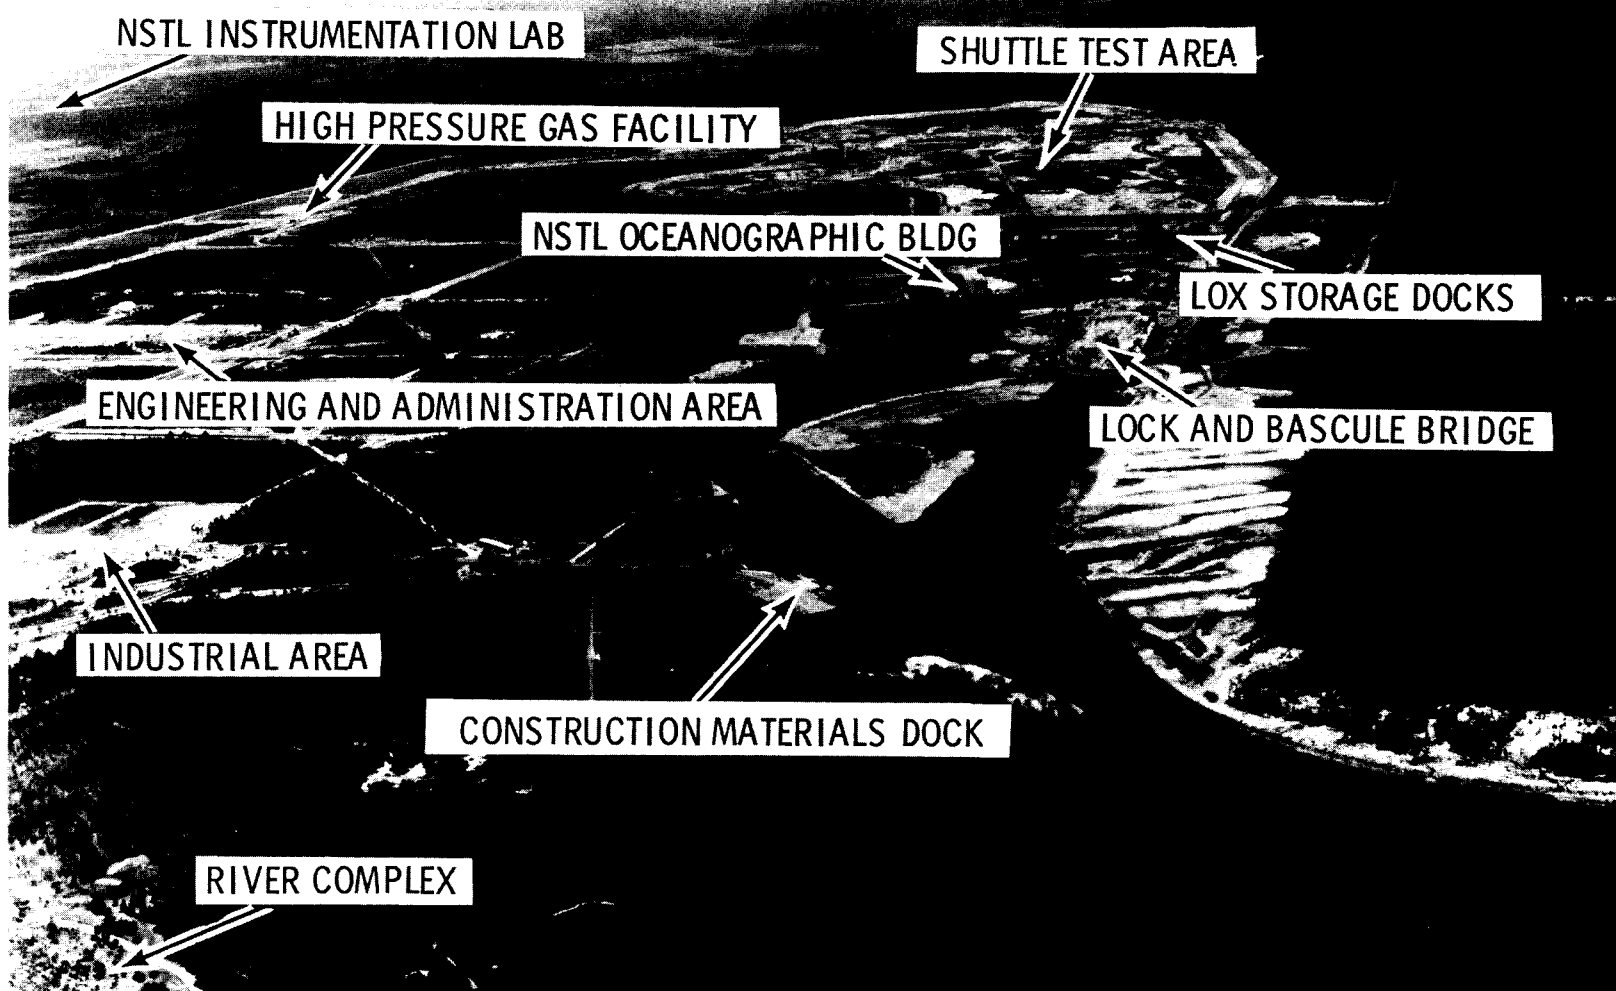 NSTL INSTRUMENTATION LAB
SHUTTLE TEST AREA
HIGH PRESSURE GAS FACILITY
NSTL OCEANOGRAPHIC BLDG
LOX STORAGE DOCKS
ENGINEERING AND ADMINISTRATION AREA
LOCK AND BASCULE BRIDGE
INDUSTRIAL AREA
CONSTRUCTION MATERIALS DOCK
RIVER COMPLEX